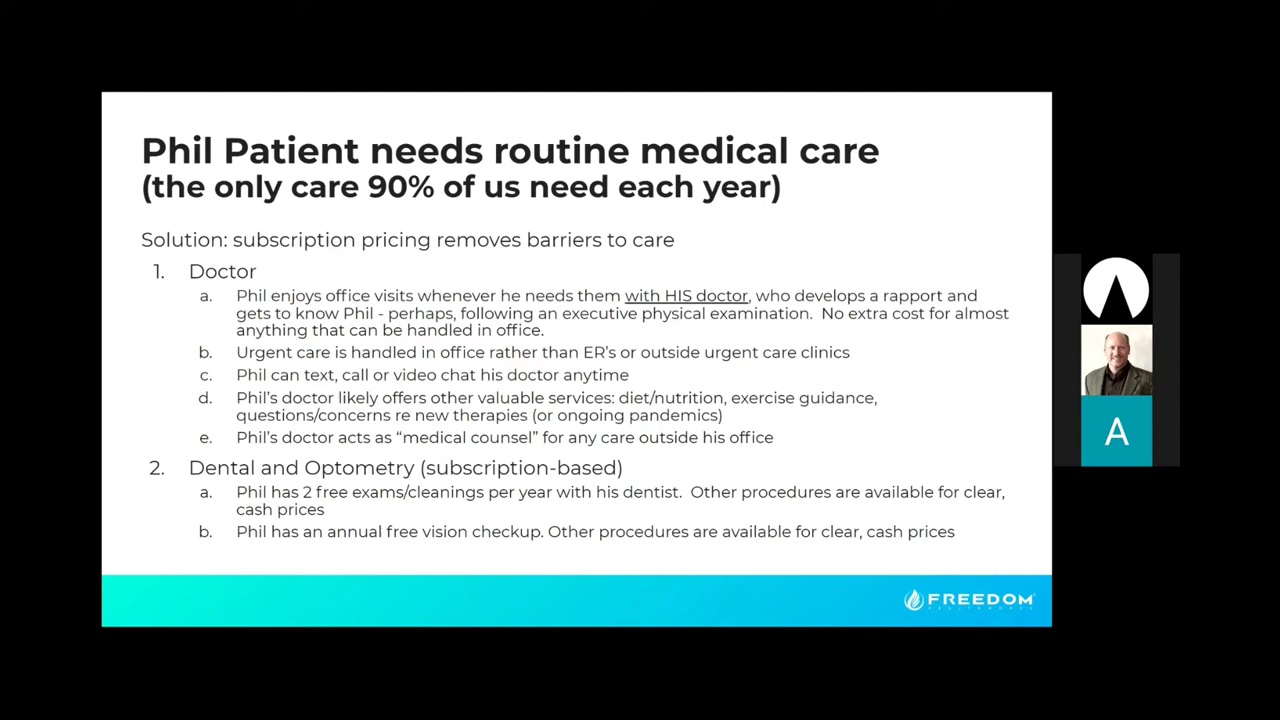 Phil Patient needs routine medical care
(the only care 90% of us need each year)
Solution: subscription pricing removes barriers to care
1. Doctor
a. Phil enjoys office visits whenever he needs them with HIS doctor, who develops a rapport and
gets to know Phil - perhaps, following an executive physical examination. No extra cost for almost
anything that can be handled in office.
b. Urgent care is handled in office rather than ER's or outside urgent care clinics
c. Phil can text, call or video chat his doctor anytime
d. Phil's doctor likely offers other valuable services: diet/nutrition, exercise guidance,
questions/concerns re new therapies (or ongoing pandemics)
e. Phil's doctor acts as “medical counsel” for any care outside his office
2. Dental and Optometry (subscription-based)
a. Phil has 2 free exams/cleanings per year with his dentist. Other procedures are available for clear,
cash prices
b. Phil has an annual free vision checkup. Other procedures are available for clear, cash prices
FREEDOM
A